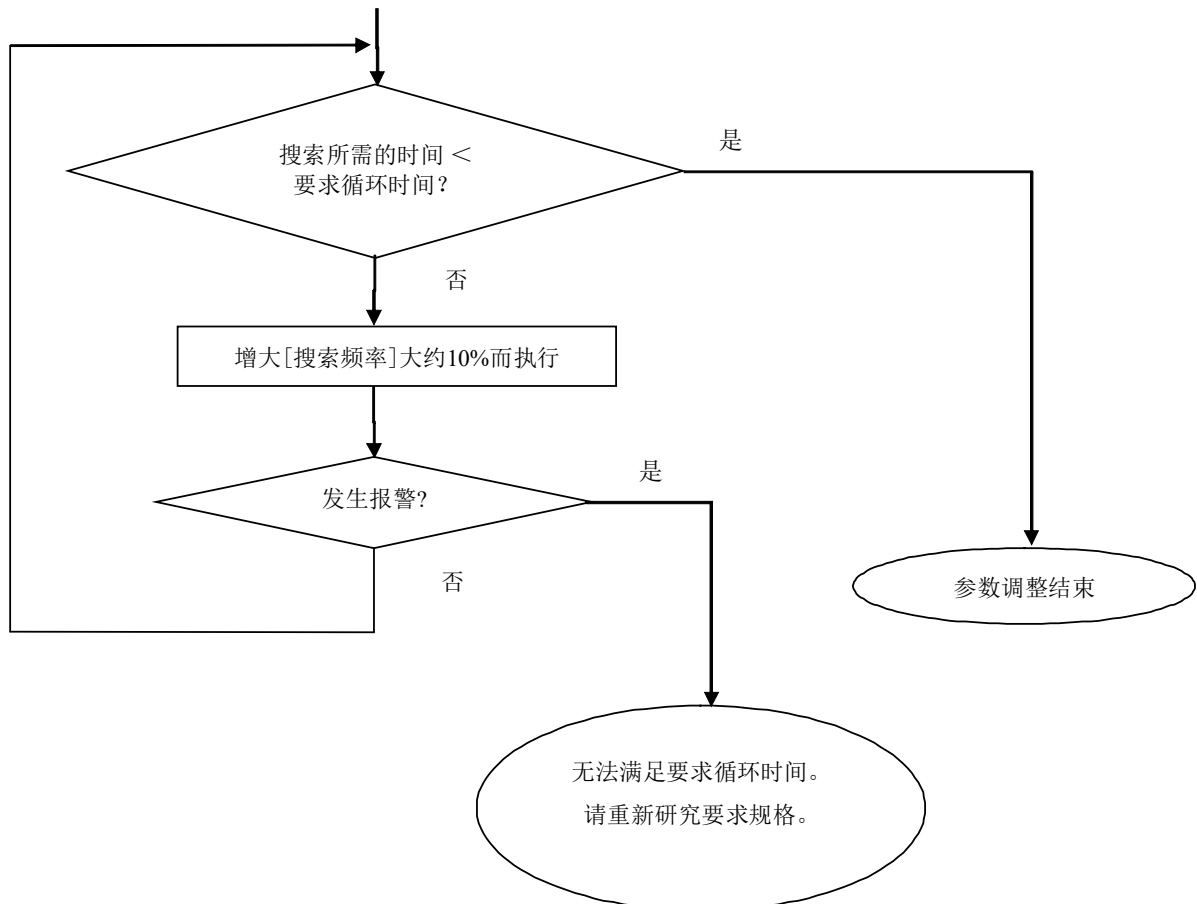 搜索所需的时间 <
要求循环时间?
是
否
增大[搜索频率]大约10%而执行
发生报警?
是
否
参数调整结束
无法满足要求循环时间。
请重新研究要求规格。